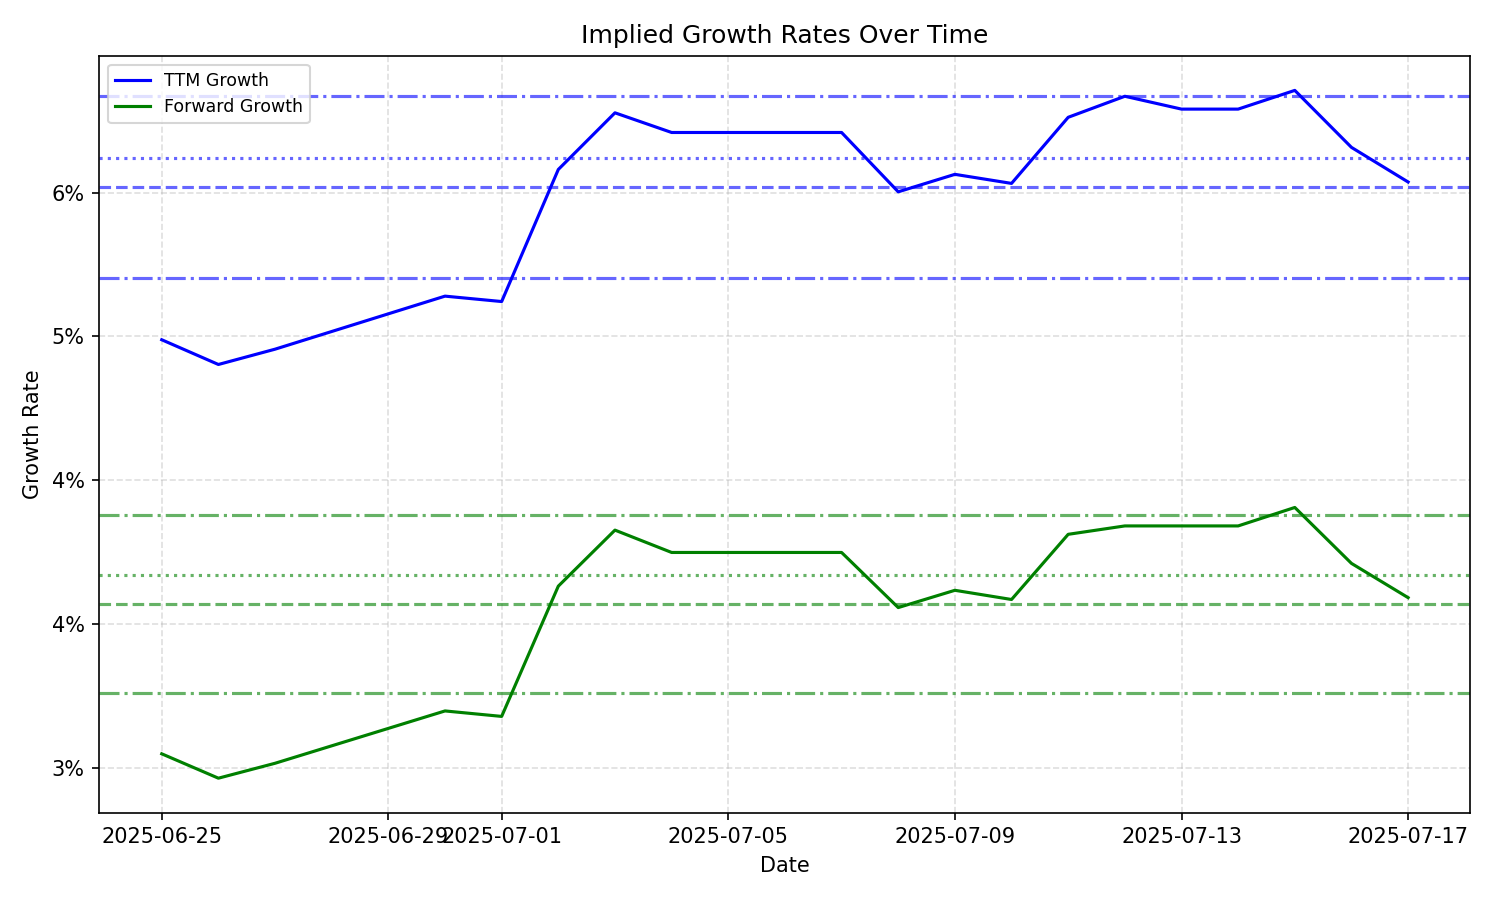 Implied Growth Rates Over Time
TTM Growth
Forward Growth
6%
5%
4%
4%
3%
Growth Rate
2025-06-25
2025-06-29
2025-07-01
2025-07-05
2025-07-09
2025-07-13
2025-07-17
Date